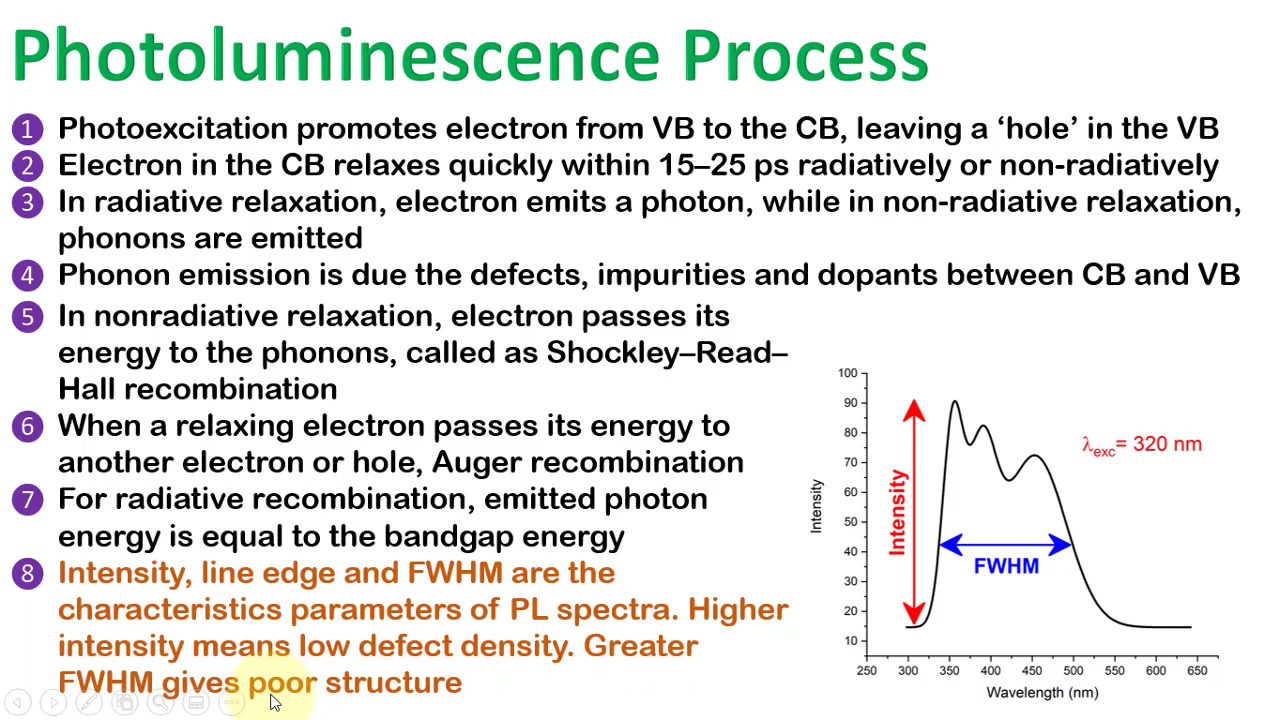 Photoluminescence Process
1 Photoexcitation promotes electron from VB to the CB, leaving a ‘hole’ in the VB
2 Electron in the CB relaxes quickly within 15–25 ps radiatively or non-radiatively
3 In radiative relaxation, electron emits a photon, while in non-radiative relaxation,
phonons are emitted
4 Phonon emission is due the defects, impurities and dopants between CB and VB
5 In nonradiative relaxation, electron passes its
energy to the phonons, called as Shockley–Read–
Hall recombination
6 When a relaxing electron passes its energy to
another electron or hole, Auger recombination
7 For radiative recombination, emitted photon
energy is equal to the bandgap energy
8 Intensity, line edge and FWHM are the
characteristics parameters of PL spectra. Higher
intensity means low defect density. Greater
FWHM gives poor structure
100
90
80
70
60
50
40
30
20
10
Intensity
Intensity
FWHM
λexc= 320 nm
250 300 350 400 450 500 550 600 650
Wavelength (nm)